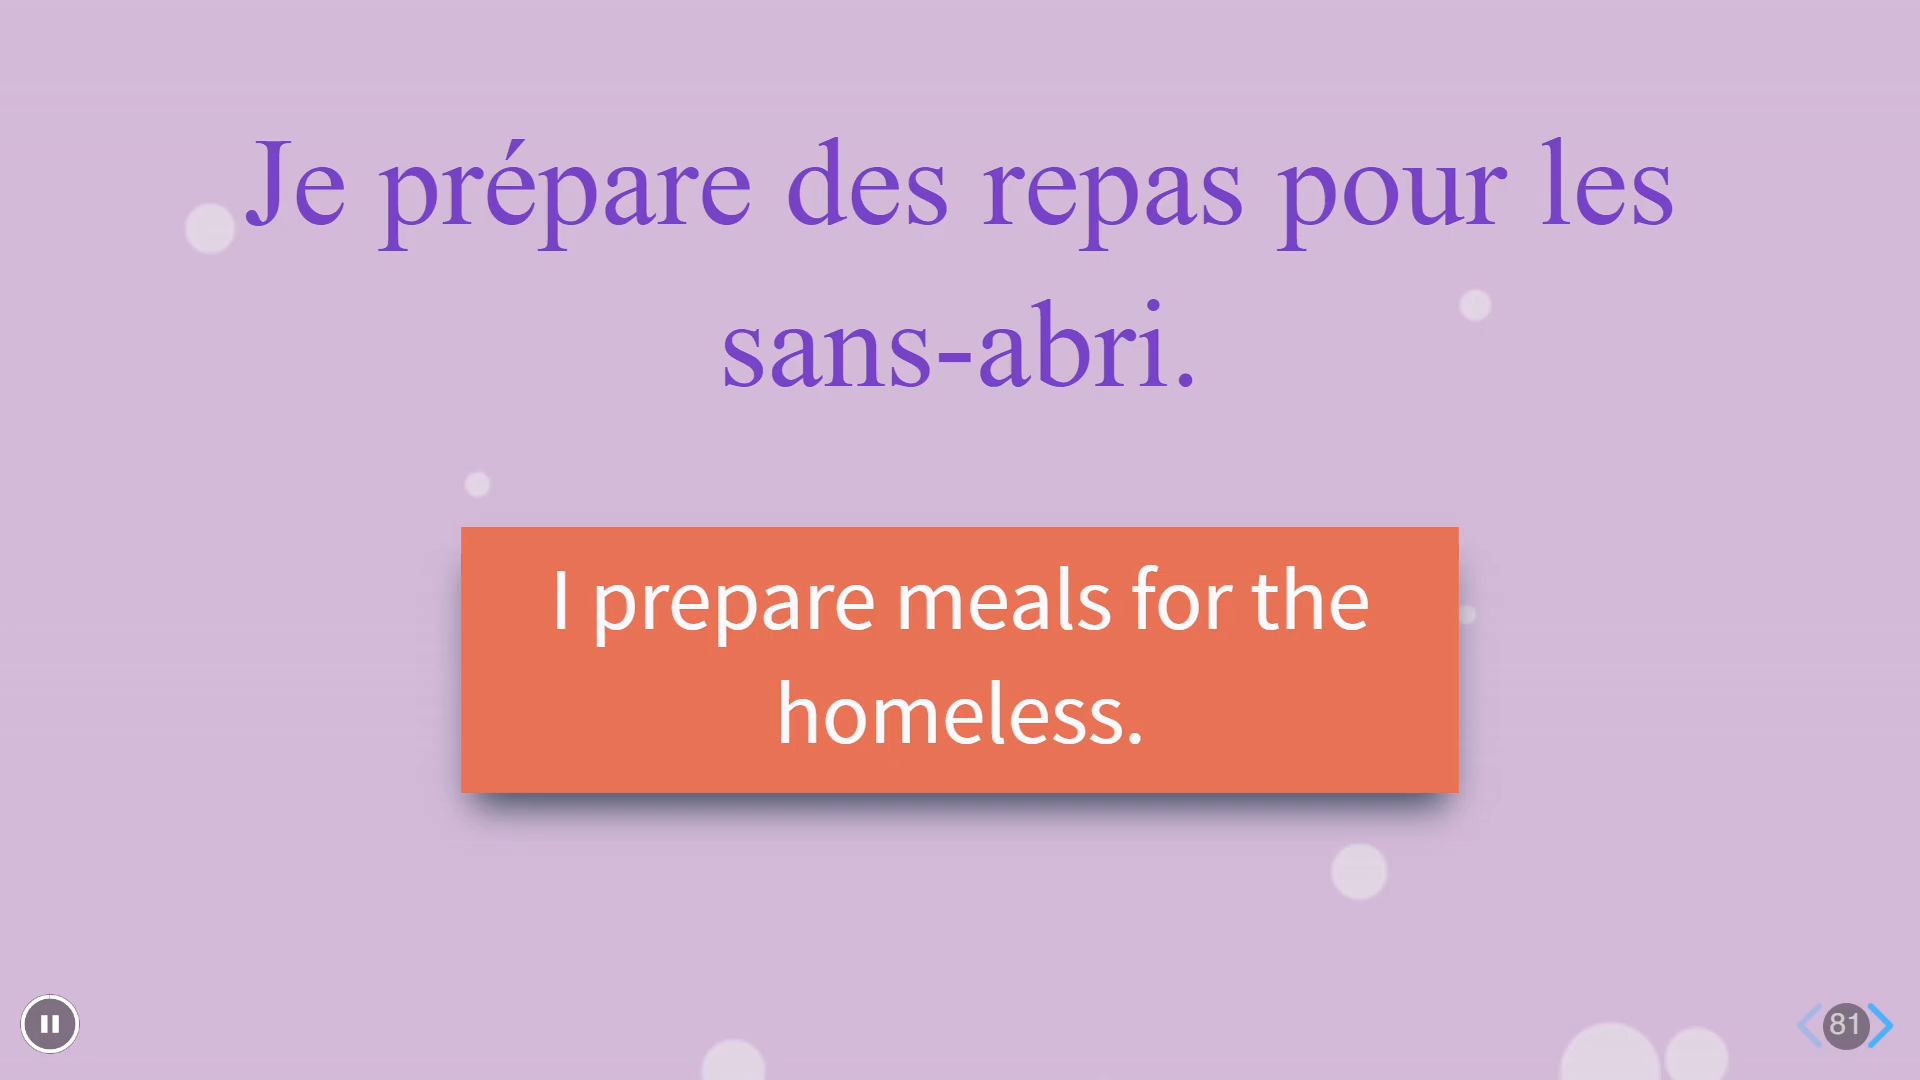 Je prépare des repas pour les
sans-abri.
I prepare meals for the
homeless.
81